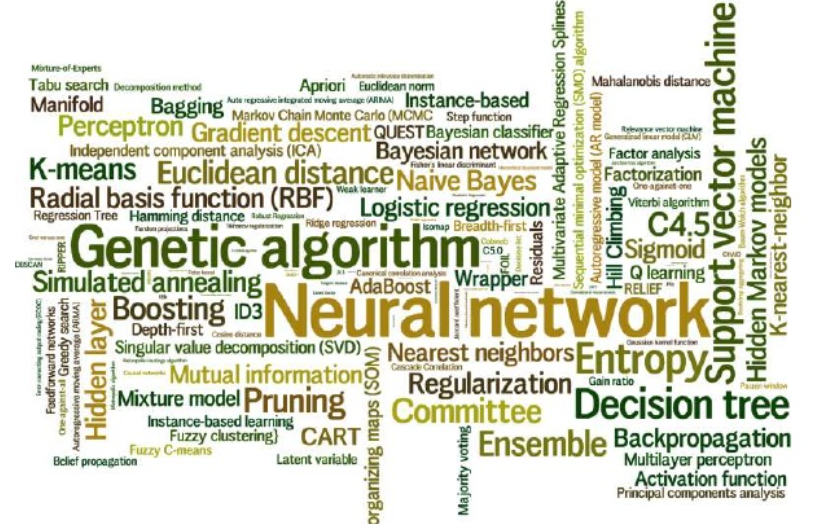 Mixture-of-Experts
Tabu search
Decomposition method
Apriori
Euclidean norm
Mahalanobis distance
Manifold
Bagging
Auto regressive integrated moving average (ARIMA)
Instance-based
Markov Chain Monte Carlo (MCMC
Step function
Perceptron
Gradient descent
QUEST
Bayesian classifier
Relevance vector machine
Generalized linear model (GLM)
Independent component analysis (ICA)
Bayesian network
Factor analysis
K-means
Euclidean distance
Fisher's linear discriminant
Naive Bayes
Factorization
One-against-one
Radial basis function (RBF)
Weak learner
Logistic regression
Viterbi algorithm
Regression Tree
Hamming distance
Robust Regression
Ridge regression
Isomap
Breadth-first
C4.5
Genetic algorithm
C5.0
Sigmoid
RIPPER
DBSCAN
FOIL
Residuals
Multivariate Adaptive Regression Splines
Sequential minimal optimization (SMO) algorithm
Autoregressive model (AR model)
Hill Climbing
Simulated annealing
Canonical correlation analysis
Wrapper
Q learning
AdaBoost
RELIEF
Boosting
ID3
Neural network
Support vector machine
Hidden Markov models
K-nearest-neighbor
Depth-first
Cosine distance
Singular value decomposition (SVD)
Nearest neighbors
Gaussian kernel function
Cascade Correlation
Entropy
Feedforward networks
One-against-all
Greedy search
Autoregressive moving average (ARMA)
Hidden layer
Mutual information
Regularization
Gain ratio
Parzen window
Mixture model
Pruning
Committee
Decision tree
Instance-based learning
Fuzzy clustering}
CART
organizing maps (SOM)
Majority voting
Ensemble
Backpropagation
Fuzzy C-means
Belief propagation
Latent variable
Multilayer perceptron
Activation function
Principal components analysis